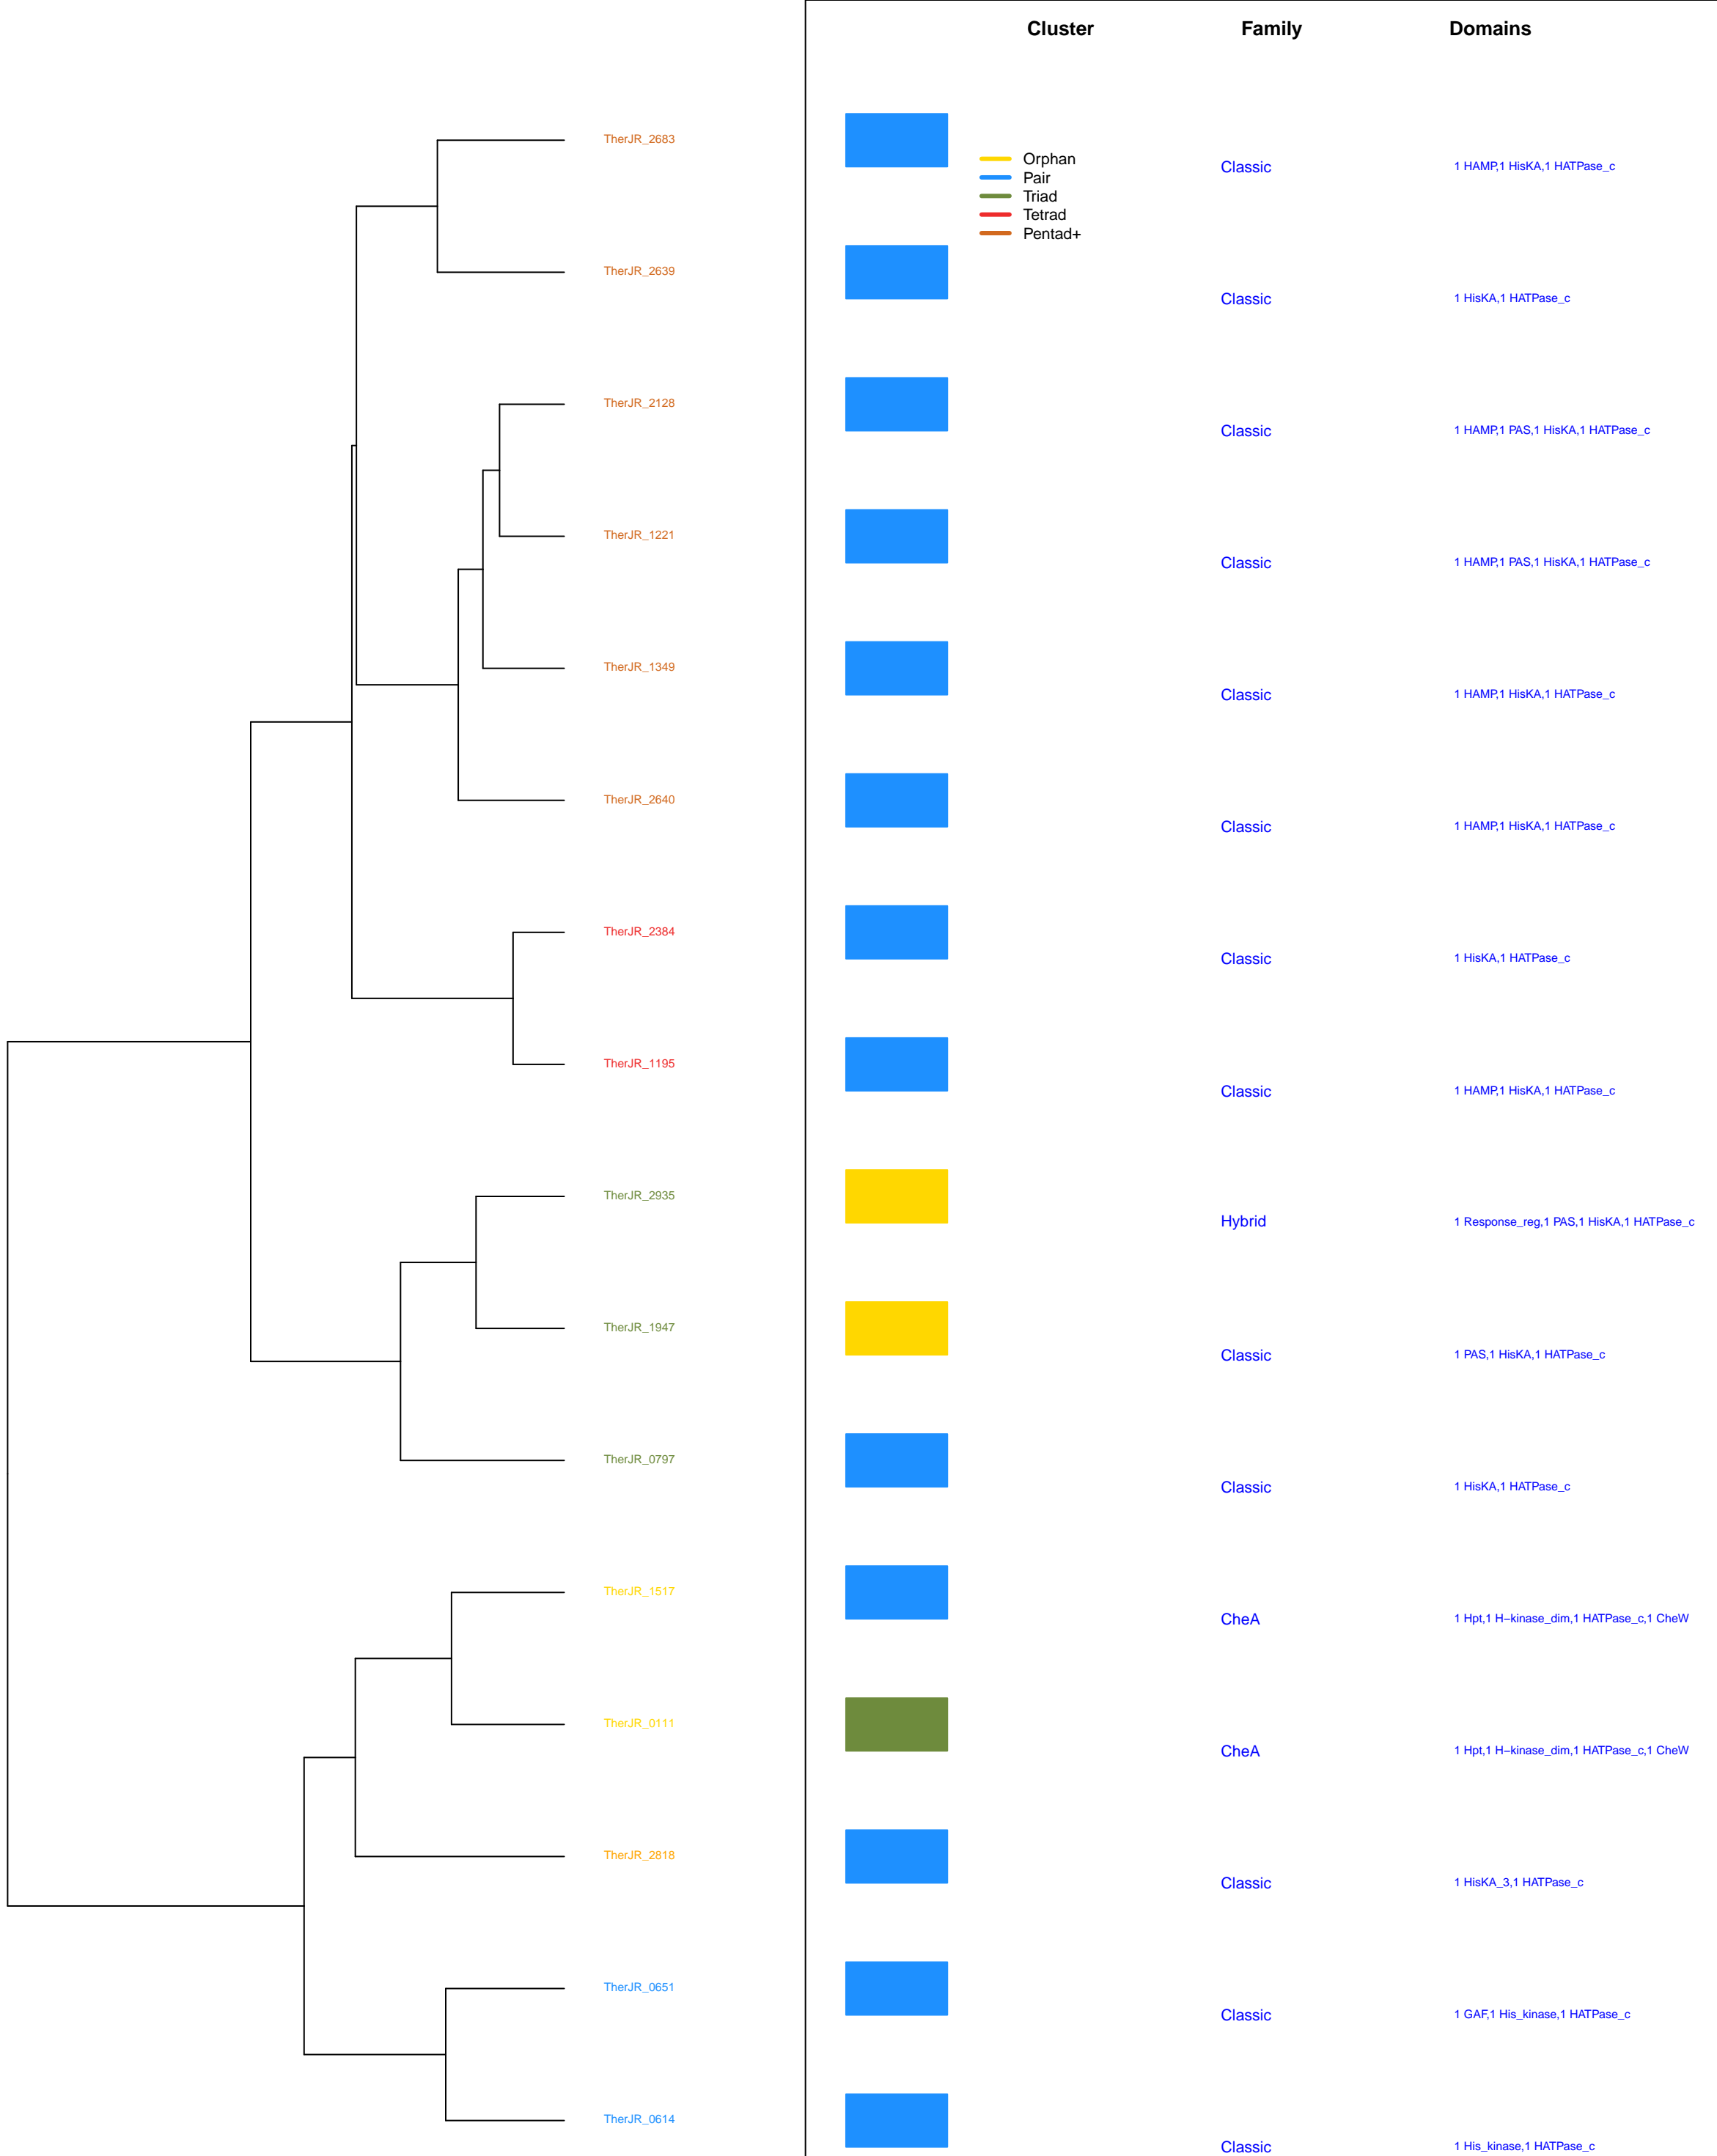 Cluster Family Domains
TherJR_2683
Orphan
Pair
Triad
Tetrad
Pentad+
Classic 1 HAMP,1 HisKA,1 HATPase_c
TherJR_2639
Classic 1 HisKA,1 HATPase_c
TherJR_2128
Classic 1 HAMP,1 PAS,1 HisKA,1 HATPase_c
TherJR_1221
Classic 1 HAMP,1 PAS,1 HisKA,1 HATPase_c
TherJR_1349
Classic 1 HAMP,1 HisKA,1 HATPase_c
TherJR_2640
Classic 1 HAMP,1 HisKA,1 HATPase_c
TherJR_2384
Classic 1 HisKA,1 HATPase_c
TherJR_1195
Classic 1 HAMP,1 HisKA,1 HATPase_c
TherJR_2935
Hybrid 1 Response_reg,1 PAS,1 HisKA,1 HATPase_c
TherJR_1947
Classic 1 PAS,1 HisKA,1 HATPase_c
TherJR_0797
Classic 1 HisKA,1 HATPase_c
TherJR_1517
CheA 1 Hpt,1 H−kinase_dim,1 HATPase_c,1 CheW
TherJR_0111
CheA 1 Hpt,1 H−kinase_dim,1 HATPase_c,1 CheW
TherJR_2818
Classic 1 HisKA_3,1 HATPase_c
TherJR_0651
Classic 1 GAF,1 His_kinase,1 HATPase_c
TherJR_0614
Classic 1 His_kinase,1 HATPase_c